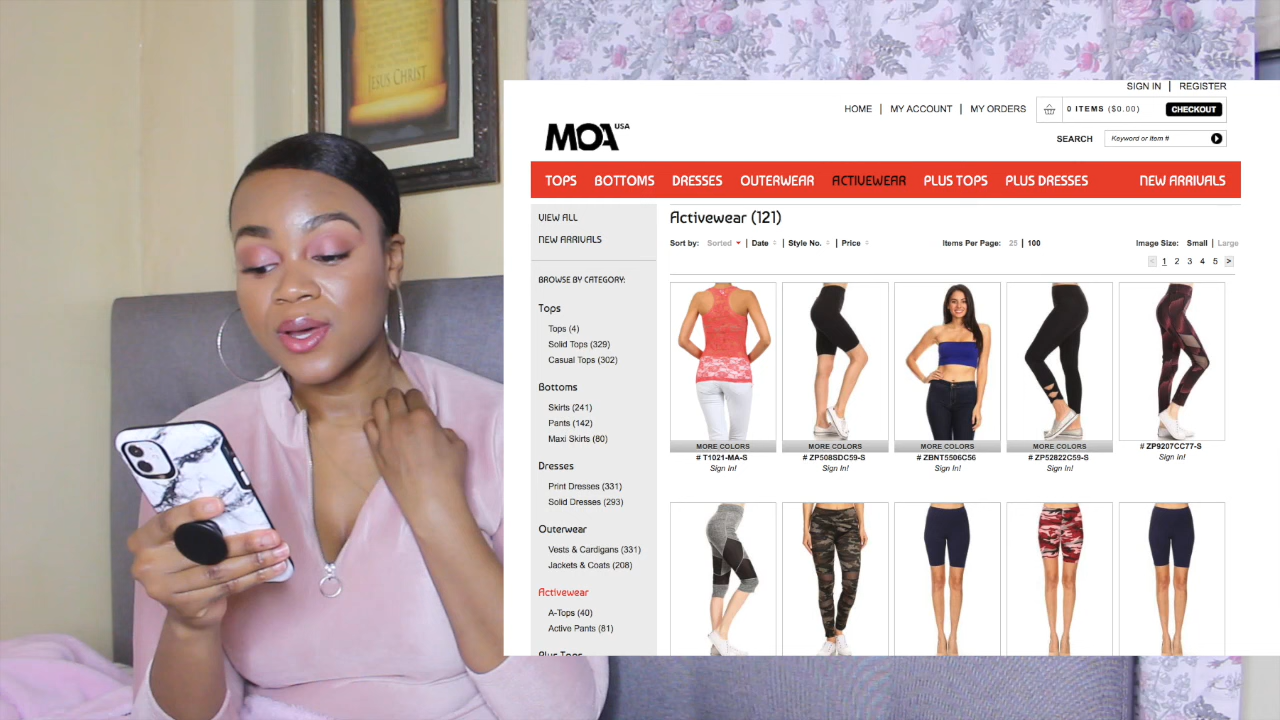 JESUS CHRIST
SIGN IN | REGISTER
HOME | MY ACCOUNT | MY ORDERS
0 ITEMS ($0.00)
CHECKOUT
MOA USA
SEARCH
Keyword or Item #
TOPS BOTTOMS DRESSES OUTERWEAR ACTIVEWEAR PLUS TOPS PLUS DRESSES NEW ARRIVALS
VIEW ALL
NEW ARRIVALS
BROWSE BY CATEGORY:
Tops
Tops (4)
Solid Tops (329)
Casual Tops (302)
Bottoms
Skirts (241)
Pants (142)
Maxi Skirts (80)
Dresses
Print Dresses (331)
Solid Dresses (293)
Outerwear
Vests & Cardigans (331)
Jackets & Coats (208)
Activewear
A-Tops (40)
Active Pants (81)
Plus Tops
Activewear (121)
Sort by: Sorted | Date | Style No. | Price
Items Per Page: 25 | 100
Image Size: Small | Large
< 1 2 3 4 5 >
MORE COLORS MORE COLORS MORE COLORS MORE COLORS
# T1021-MA-S # ZP508SDC59-S # ZBNT5506C56 # ZP52822C59-S # ZP9207CC77-S
Sign In! Sign In! Sign In! Sign In! Sign In!